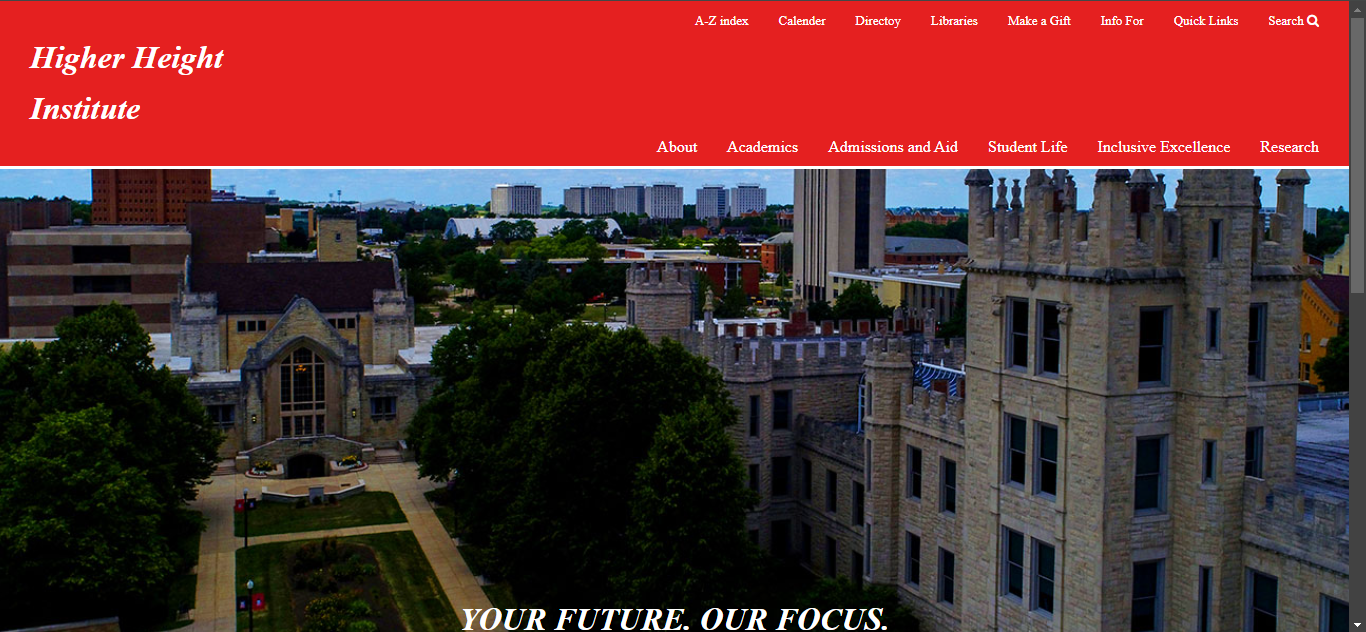 A-Z index Calender Directoy Libraries Make a Gift Info For Quick Links Search
Higher Height
Institute
About Academics Admissions and Aid Student Life Inclusive Excellence Research
YOUR FUTURE. OUR FOCUS.